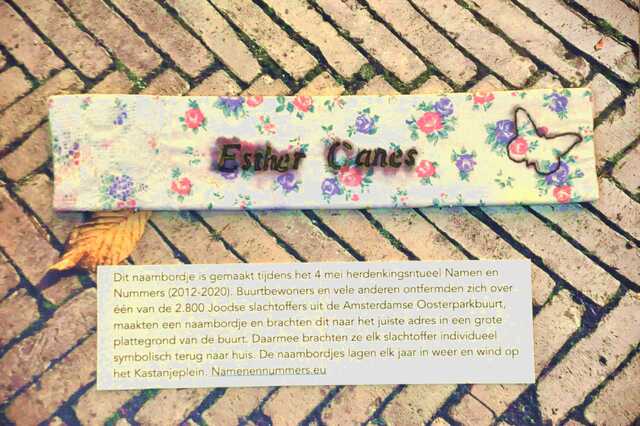 Esther Canes
Dit naambordje is gemaakt tijdens het 4 mei herdenkingsritueel Namen en
Nummers (2012-2020). Buurtbewoners en vele anderen ontfermden zich over
één van de 2.800 Joodse slachtoffers uit de Amsterdamse Oosterparkbuurt,
maakten een naambordje en brachten dit naar het juiste adres in een grote
plattegrond van de buurt. Daarmee brachten ze elk slachtoffer individueel
symbolisch terug naar huis. De naambordjes lagen elk jaar in weer en wind op
het Kastanjeplein. Namenennummers.eu